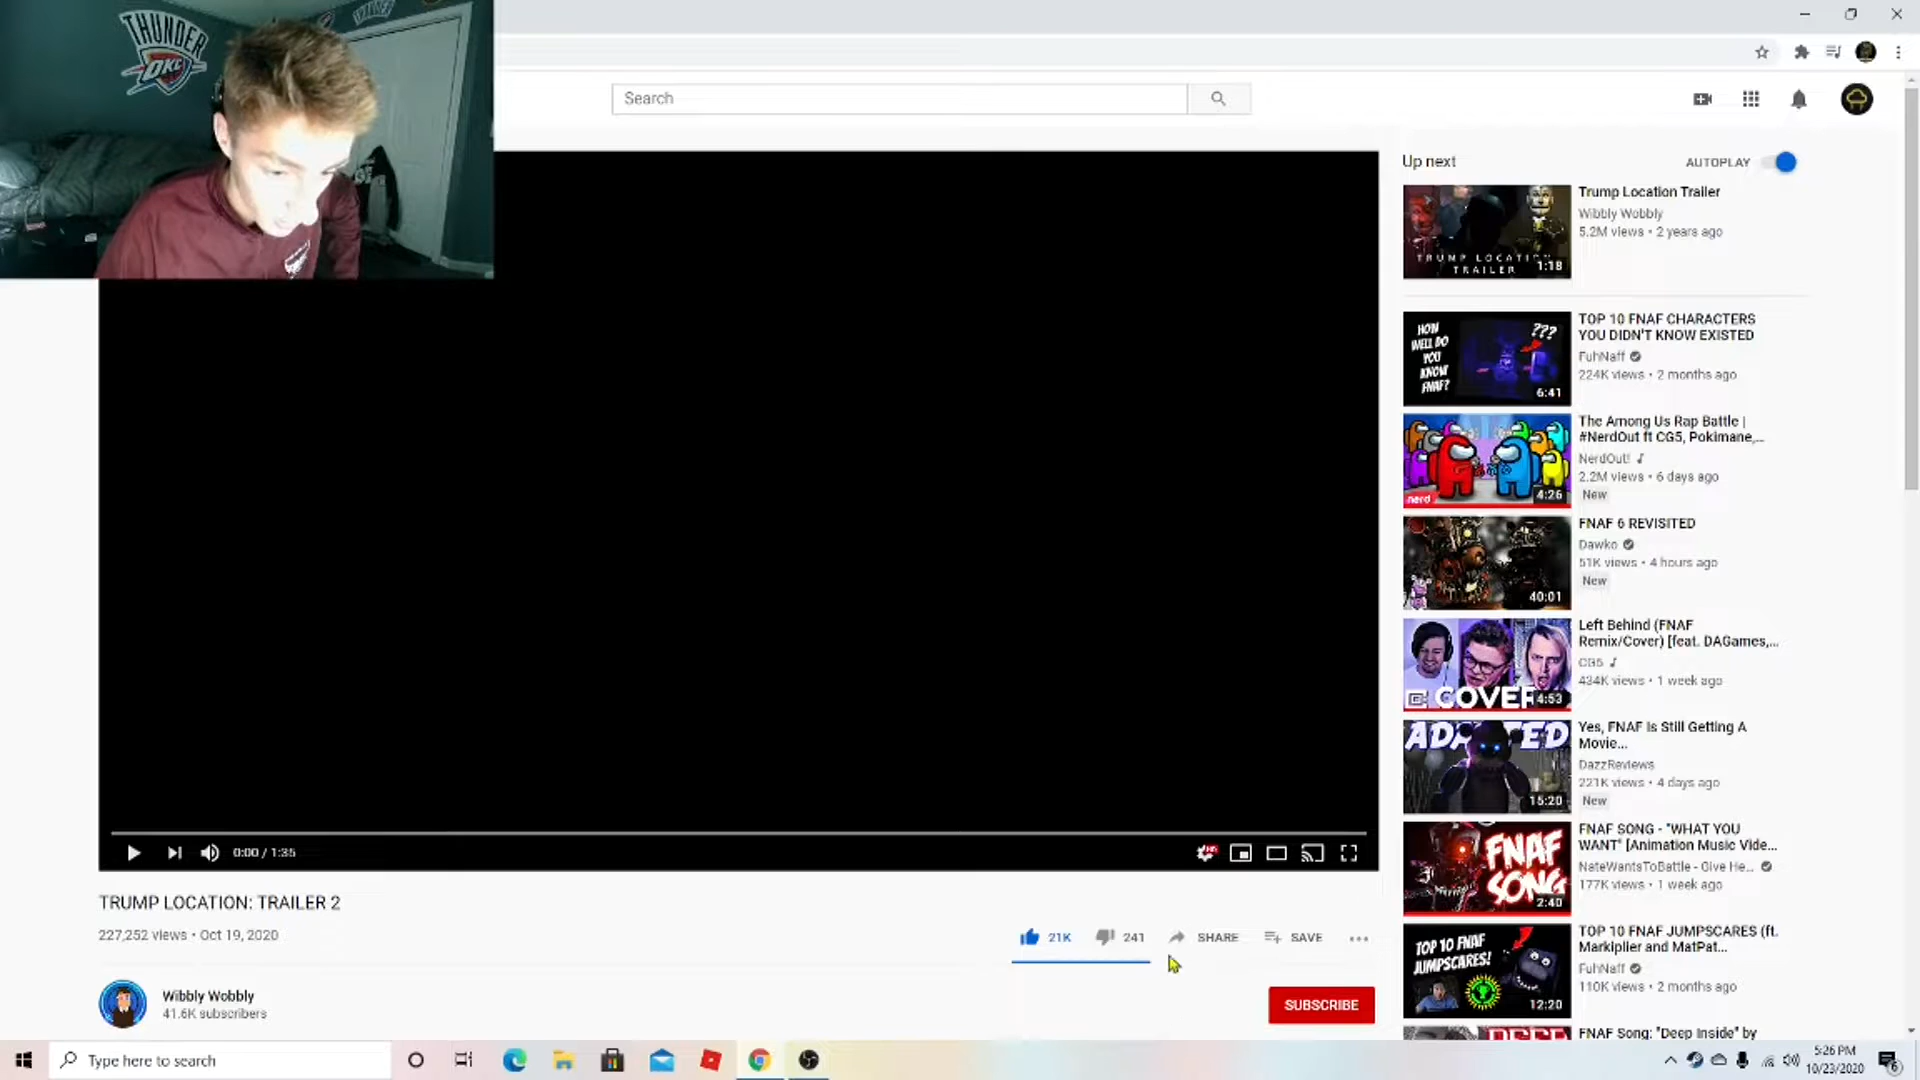 THUNDER
OKC
Search
Up next
AUTOPLAY
TRUMP LOCATION
TRAILER
1:18
Trump Location Trailer
Wibbly Wobbly
5.2M views • 2 years ago
HOW
WELL DO
YOU
KNOW
FNAF?
???
6:41
TOP 10 FNAF CHARACTERS
YOU DIDN'T KNOW EXISTED
FuhNaff
224K views • 2 months ago
nerd
4:26
The Among Us Rap Battle |
#NerdOut ft CG5, Pokimane,...
NerdOut!
2.2M views • 6 days ago
New
40:01
FNAF 6 REVISITED
Dawko
51K views • 4 hours ago
New
COVER
4:53
Left Behind (FNAF
Remix/Cover) [feat. DAGames,...
CG5
434K views • 1 week ago
15:20
Yes, FNAF Is Still Getting A
Movie...
DazzReviews
221K views • 4 days ago
New
FNAF
SONG
2:40
FNAF SONG - "WHAT YOU
WANT" [Animation Music Vide...
NateWantsToBattle - Give He...
177K views • 1 week ago
TOP 10 FNAF
JUMPSCARES!
12:20
TOP 10 FNAF JUMPSCARES (ft.
Markiplier and MatPat...
FuhNaff
110K views • 2 months ago
FNAF Song: "Deep Inside" by
0:00 / 1:35
HD
TRUMP LOCATION: TRAILER 2
227,252 views • Oct 19, 2020
21K
241
SHARE
SAVE
Wibbly Wobbly
41.6K subscribers
SUBSCRIBE
Type here to search
5:26 PM
10/23/2020
6